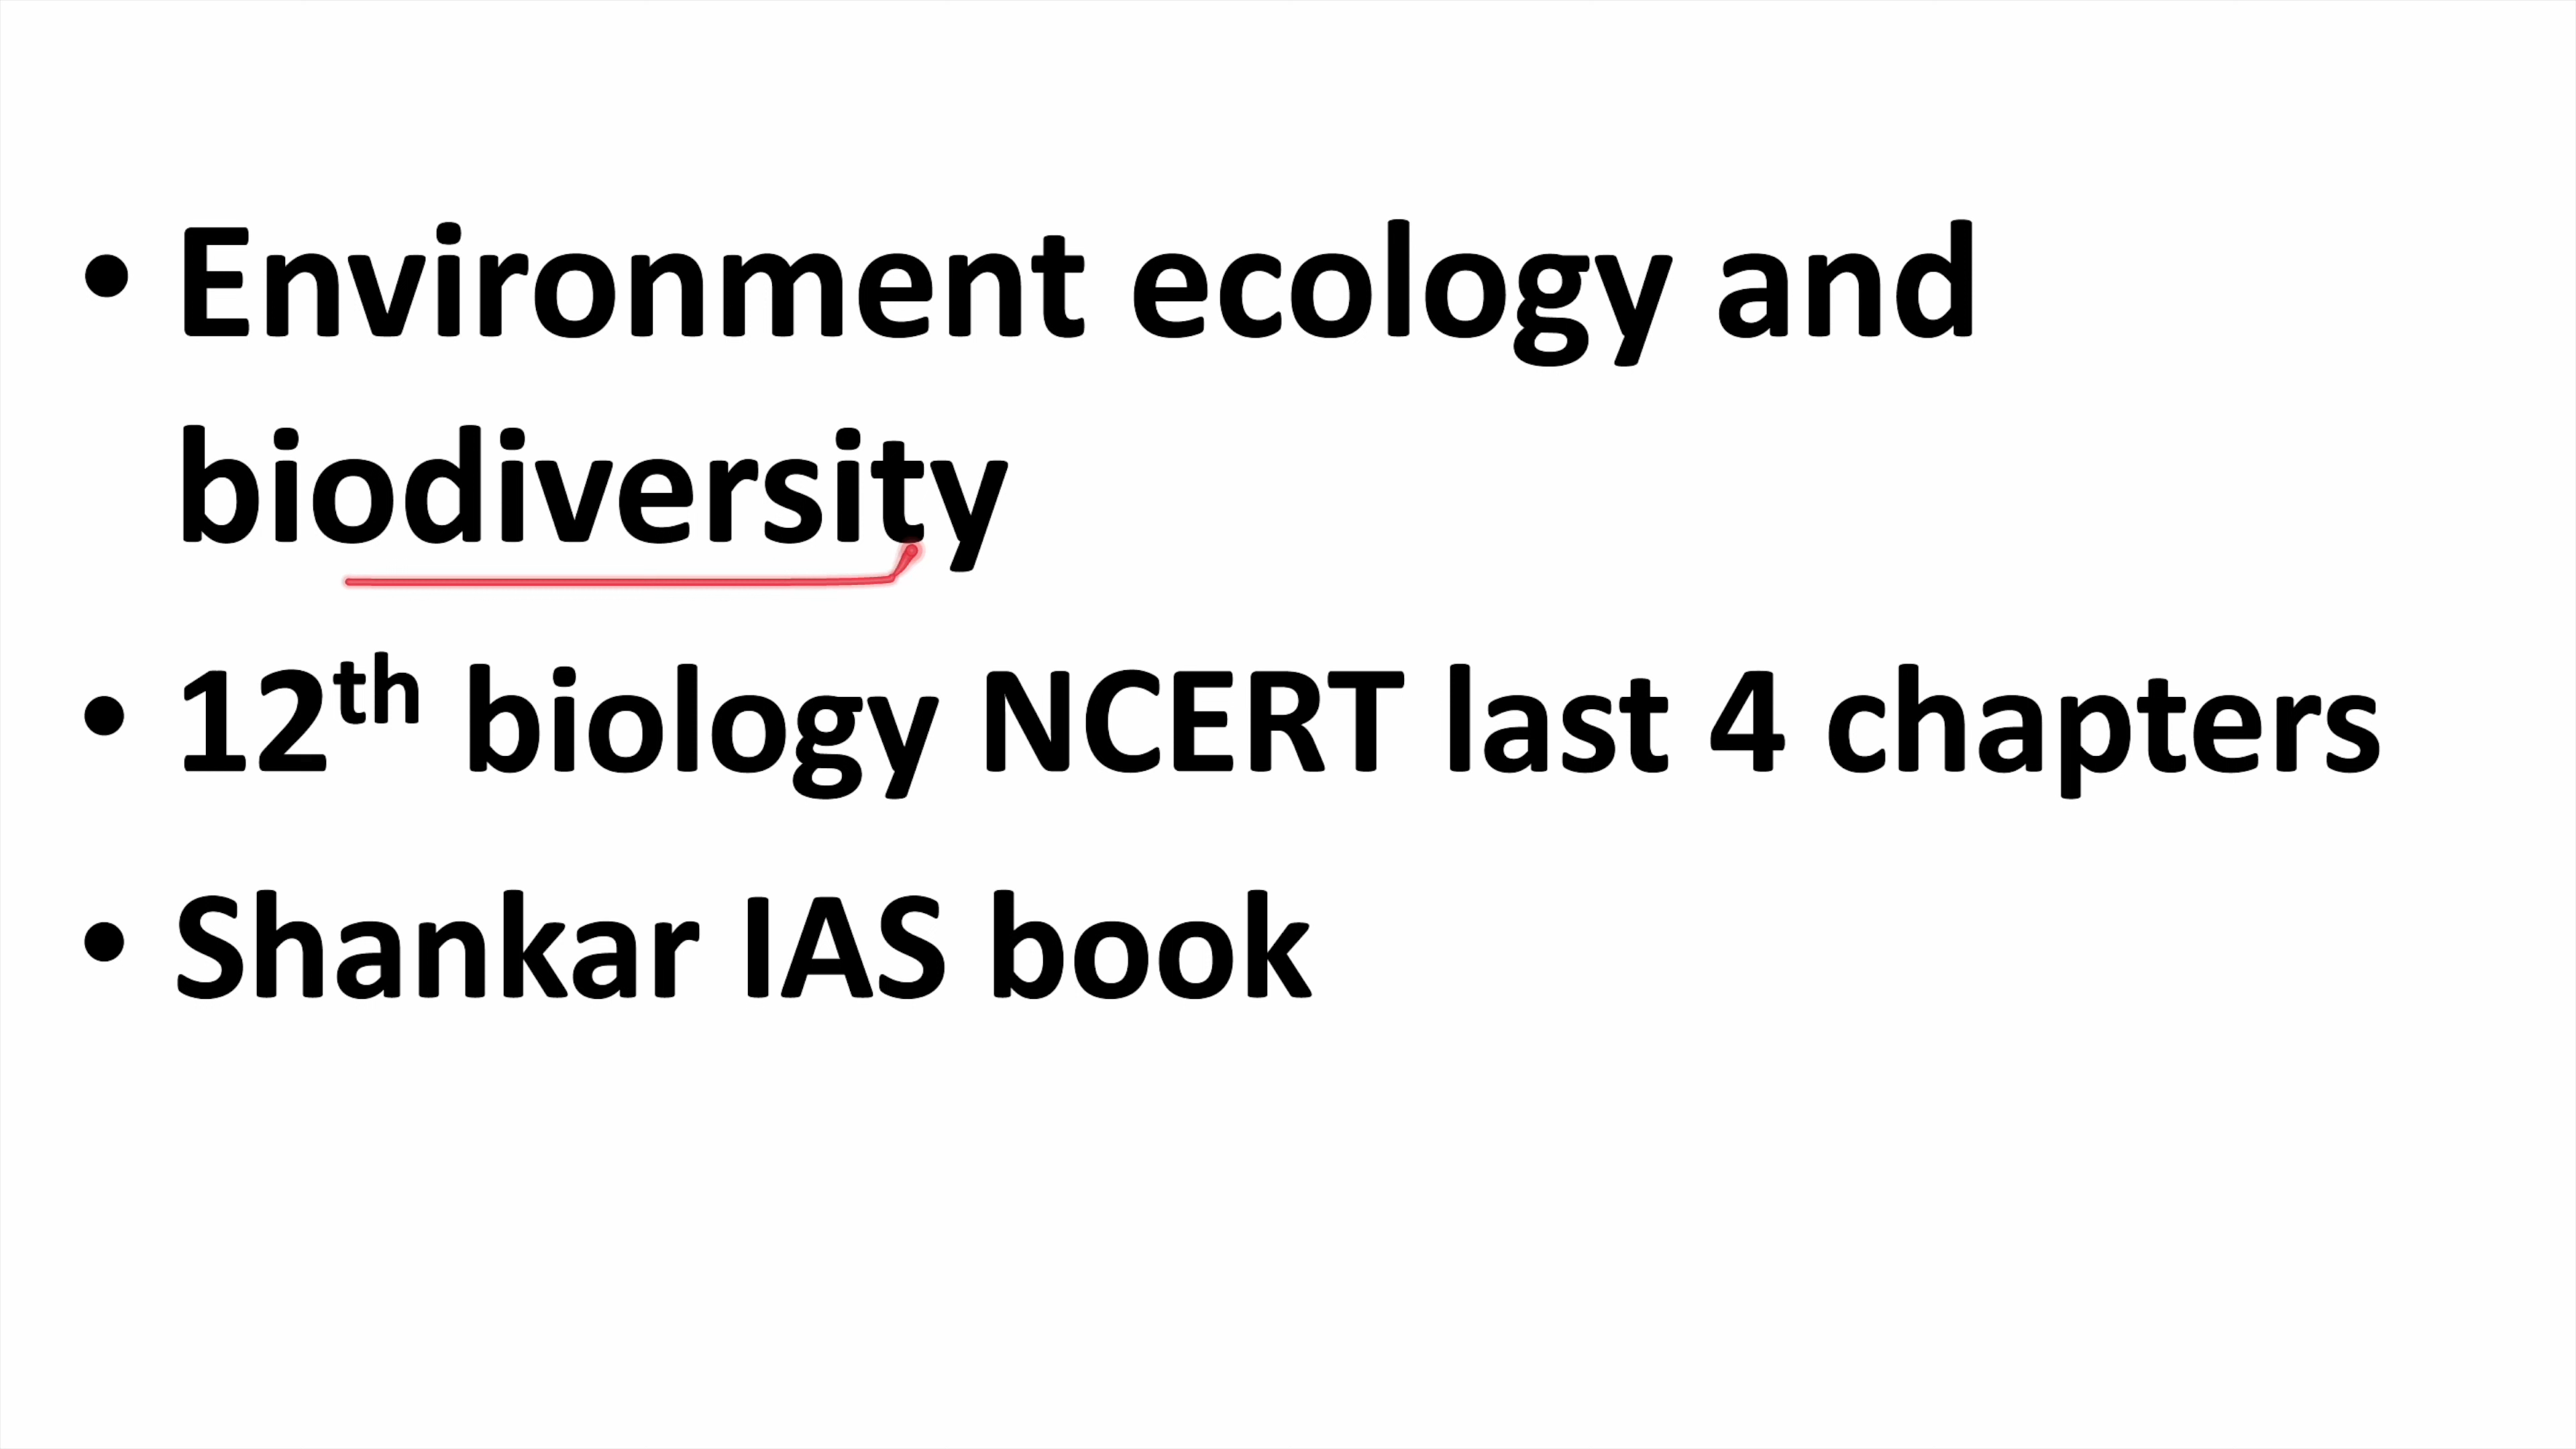 • Environment ecology and
biodiversity
• 12th biology NCERT last 4 chapters
• Shankar IAS book